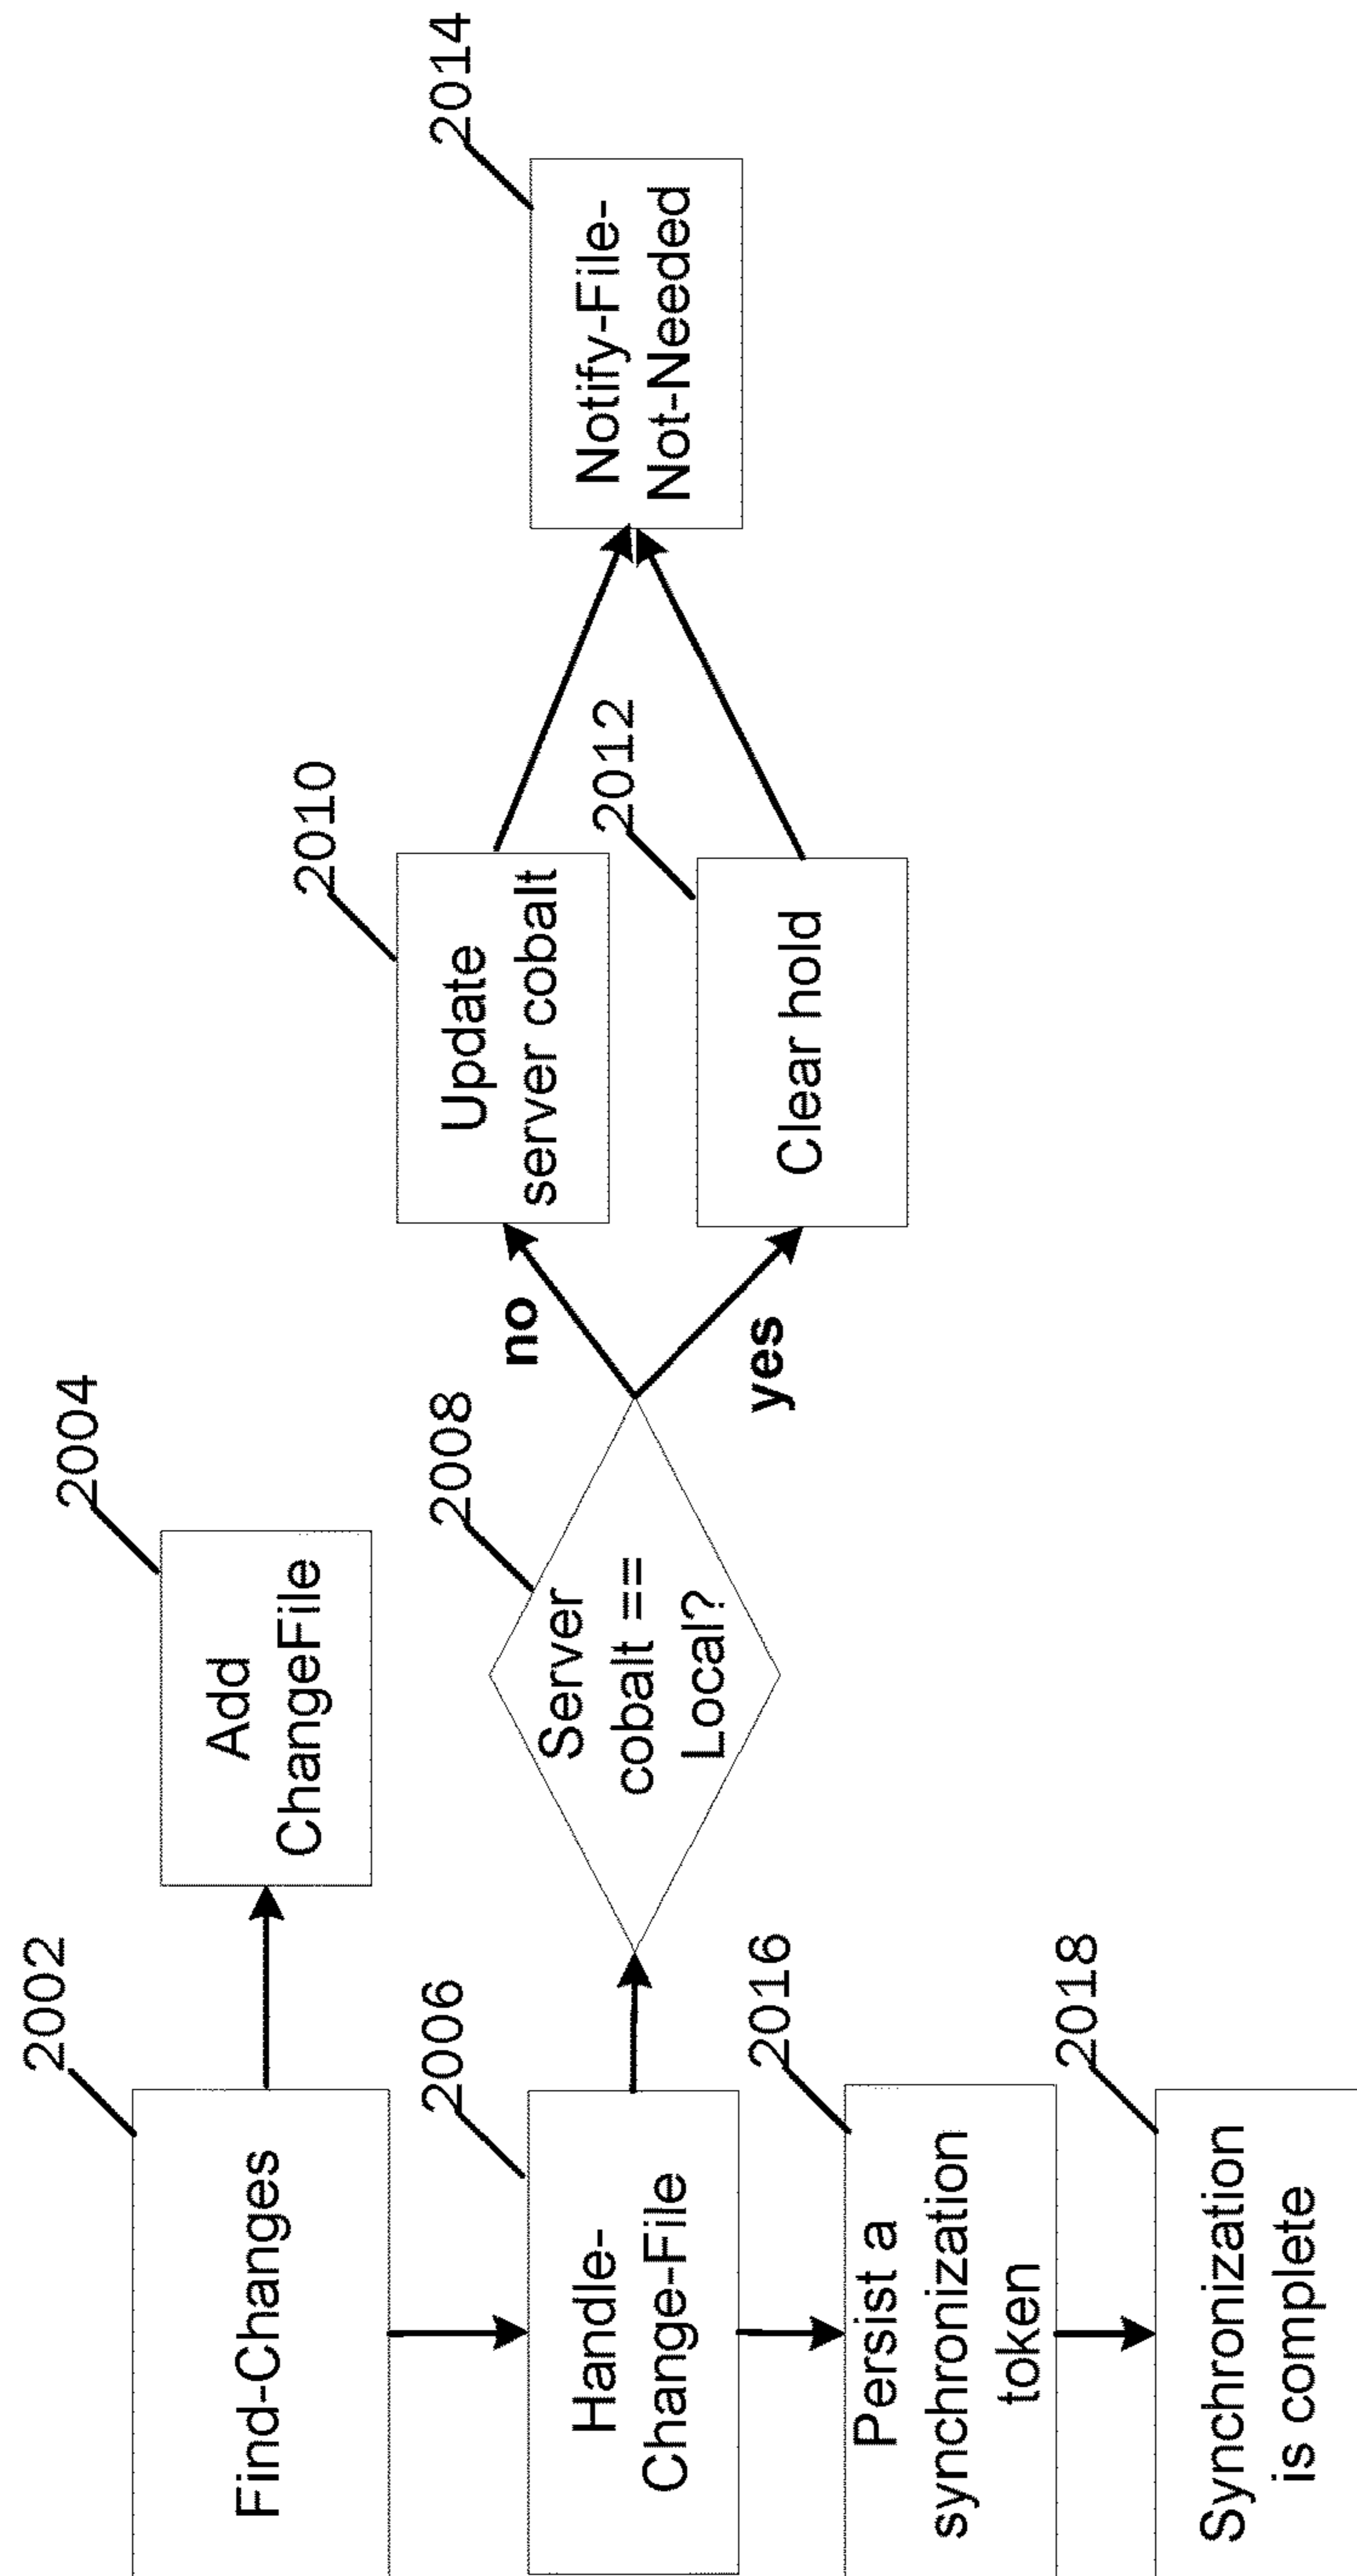 2002
Find-Changes
2004
Add
ChangeFile
2006
Handle-
Change-File
2008
Server
cobalt ==
Local?
no
yes
2010
Update
server cobalt
2012
Clear hold
2014
Notify-File-
Not-Needed
2016
Persist a
synchronization
token
2018
Synchronization
is complete